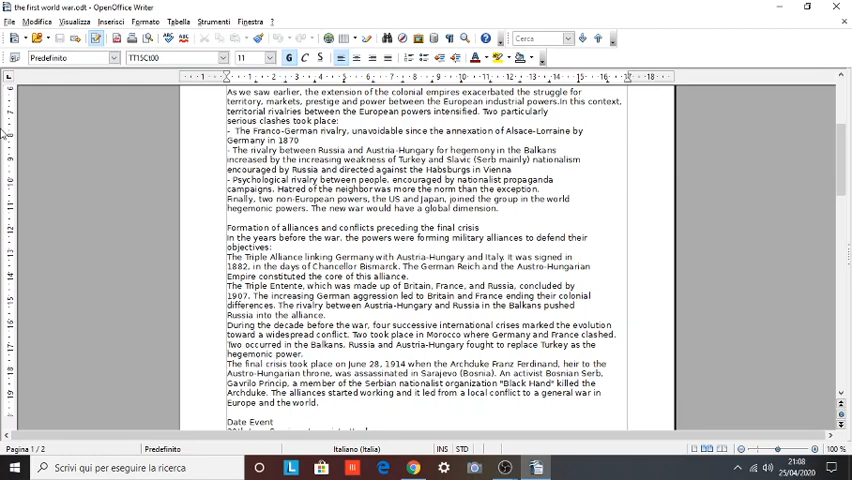 the first world war.odt - OpenOffice Writer
File Modifica Visualizza Inserisci Formato Tabella Strumenti Finestra ?
Cerca
Predefinito TT15Ct00 11 G C S
1 1 2 3 4 5 6 7 8 9 10 11 12 13 14 15 16 18
As we saw earlier, the extension of the colonial empires exacerbated the struggle for
territory, markets, prestige and power between the European industrial powers.In this context,
territorial rivalries between the European powers intensified. Two particularly
serious clashes took place:
- The Franco-German rivalry, unavoidable since the annexation of Alsace-Lorraine by
Germany in 1870
- The rivalry between Russia and Austria-Hungary for hegemony in the Balkans
increased by the increasing weakness of Turkey and Slavic (Serb mainly) nationalism
encouraged by Russia and directed against the Habsburgs in Vienna
- Psychological rivalry between people, encouraged by nationalist propaganda
campaigns. Hatred of the neighbor was more the norm than the exception.
Finally, two non-European powers, the US and Japan, joined the group in the world
hegemonic powers. The new war would have a global dimension.
Formation of alliances and conflicts preceding the final crisis
In the years before the war, the powers were forming military alliances to defend their
objectives:
The Triple Alliance linking Germany with Austria-Hungary and Italy. It was signed in
1882, in the days of Chancellor Bismarck. The German Reich and the Austro-Hungarian
Empire constituted the core of this alliance.
The Triple Entente, which was made up of Britain, France, and Russia, concluded by
1907. The increasing German aggression led to Britain and France ending their colonial
differences. The rivalry between Austria-Hungary and Russia in the Balkans pushed
Russia into the alliance.
During the decade before the war, four successive international crises marked the evolution
toward a widespread conflict. Two took place in Morocco where Germany and France clashed.
Two occurred in the Balkans, Russia and Austria-Hungary fought to replace Turkey as the
hegemonic power.
The final crisis took place on June 28, 1914 when the Archduke Franz Ferdinand, heir to the
Austro-Hungarian throne, was assassinated in Sarajevo (Bosnia). An activist Bosnian Serb,
Gavrilo Princip, a member of the Serbian nationalist organization "Black Hand" killed the
Archduke. The alliances started working and it led from a local conflict to a general war in
Europe and the world.
Date Event
Pagina 1 / 2 Predefinito Italiano (Italia) INS STD 100 %
Scrivi qui per eseguire la ricerca
21:08
25/04/2020